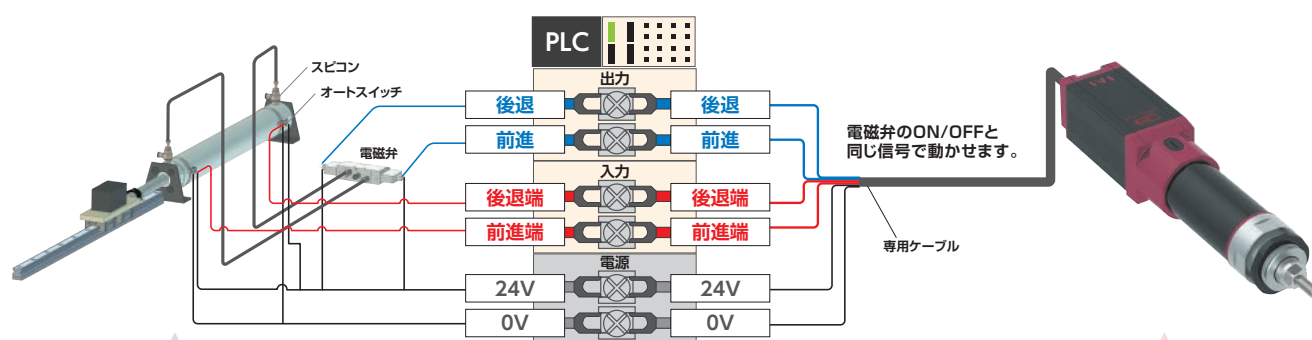 PLC
スピコン
オートスイッチ
電磁弁
出力
後退
後退
前進
前進
入力
後退端
後退端
前進端
前進端
電源
24V
24V
0V
0V
電磁弁のON/OFFと
同じ信号で動かせます。
専用ケーブル
IAI